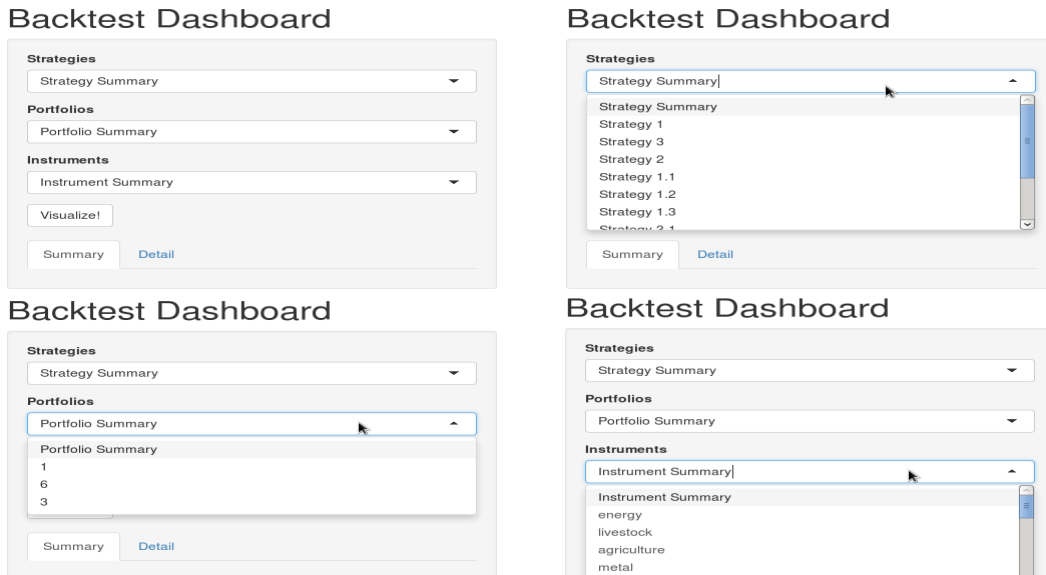 Backtest Dashboard
Strategies
Strategy Summary
Portfolios
Portfolio Summary
Instruments
Instrument Summary
Visualize!
Summary Detail
Backtest Dashboard
Strategies
Strategy Summary
Strategy Summary
Strategy 1
Strategy 3
Strategy 2
Strategy 1.1
Strategy 1.2
Strategy 1.3
Strategy 2.1
Summary Detail
Backtest Dashboard
Strategies
Strategy Summary
Portfolios
Portfolio Summary
Portfolio Summary
1
6
3
Summary Detail
Backtest Dashboard
Strategies
Strategy Summary
Portfolios
Portfolio Summary
Instruments
Instrument Summary
Instrument Summary
energy
livestock
agriculture
metal